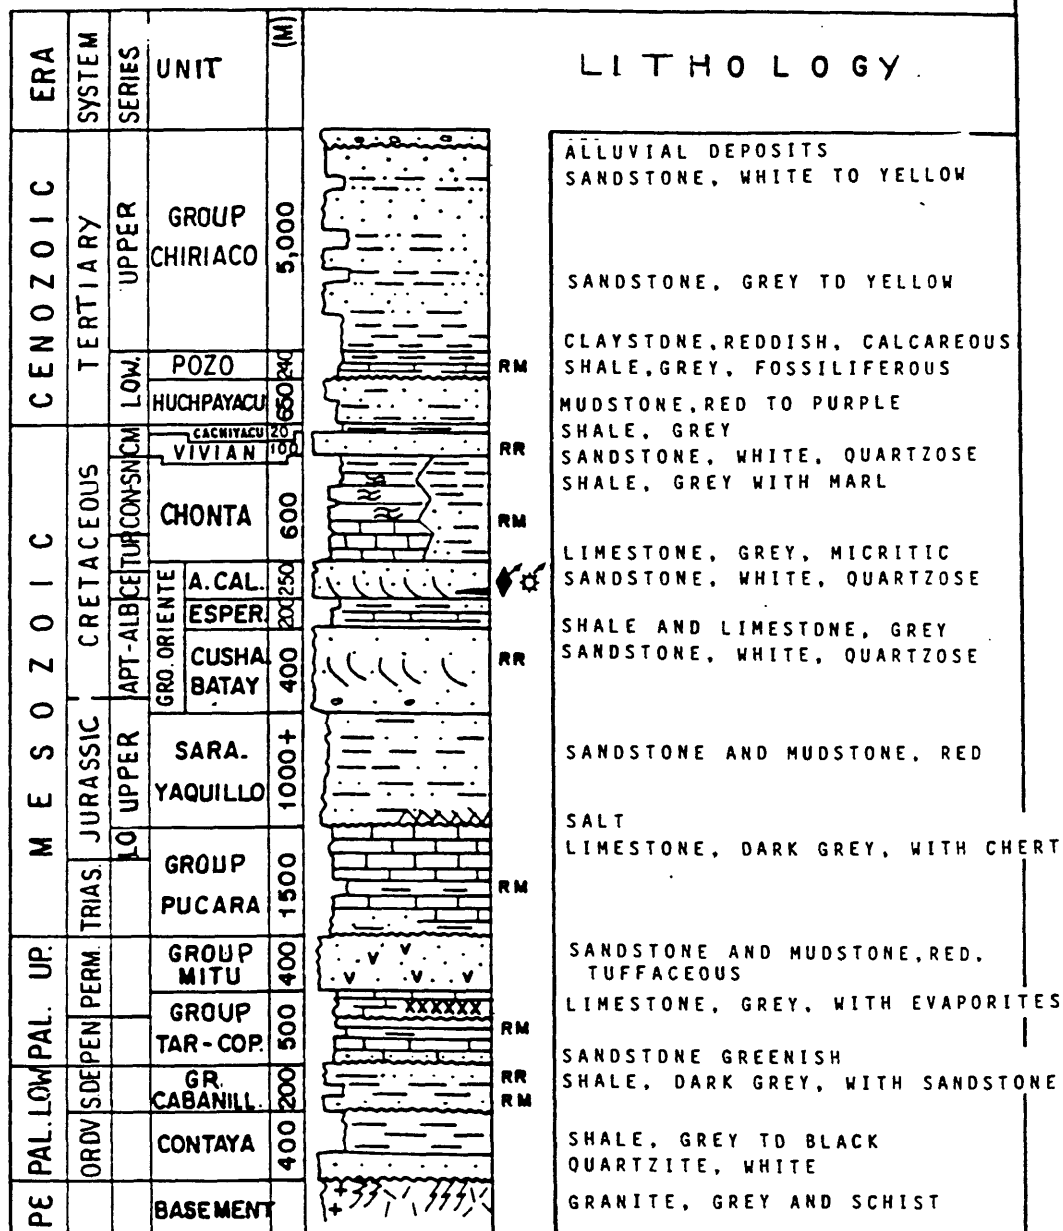 ERA
SYSTEM
SERIES
UNIT
(M)
LITHOLOGY
CENOZOIC
TERTIARY
UPPER
GROUP
CHIRIACO
5,000
ALLUVIAL DEPOSITS
SANDSTONE, WHITE TO YELLOW
SANDSTONE, GREY TO YELLOW
CLAYSTONE, REDDISH, CALCAREOUS
LOW.
POZO
240
RM
SHALE, GREY, FOSSILIFEROUS
HUCHPAYACU
650
MUDSTONE, RED TO PURPLE
MESOZOIC
CRETACEOUS
CM
CACHIYACU
20
SHALE, GREY
VIVIAN
100
RR
SANDSTONE, WHITE, QUARTZOSE
CON-SN
SHALE, GREY WITH MARL
CHONTA
600
RM
TUR
LIMESTONE, GREY, MICRITIC
CE
GRO. ORIENTE
A. CAL.
250
SANDSTONE, WHITE, QUARTZOSE
APT-ALB
ESPER.
200
SHALE AND LIMESTONE, GREY
CUSHA.
BATAY
400
RR
SANDSTONE, WHITE, QUARTZOSE
JURASSIC
UPPER
SARA-
YAQUILLO
1000+
SANDSTONE AND MUDSTONE, RED
SALT
LO
LIMESTONE, DARK GREY, WITH CHERT
TRIAS.
GROUP
PUCARA
1500
RM
UP. PAL.
PERM.
GROUP
MITU
400
SANDSTONE AND MUDSTONE, RED,
TUFFACEOUS
PEN
GROUP
TAR-COP.
500
LIMESTONE, GREY, WITH EVAPORITES
RM
SANDSTONE GREENISH
PAL. LOW
S DE
GR.
CABANILL.
200
RR
RM
SHALE, DARK GREY, WITH SANDSTONE
ORDV
CONTAYA
400
SHALE, GREY TO BLACK
QUARTZITE, WHITE
PE
BASEMENT
GRANITE, GREY AND SCHIST